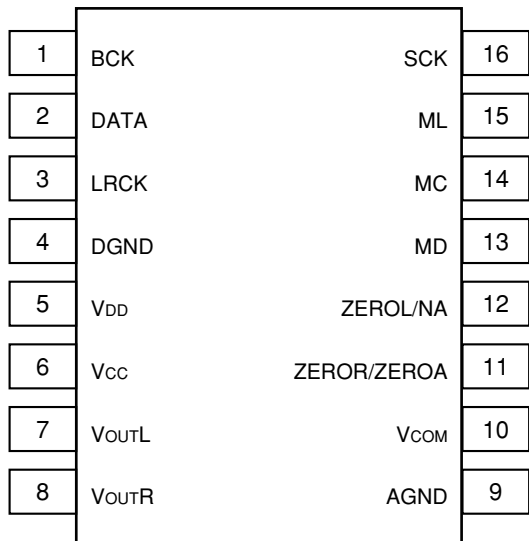 1 BCK SCK 16
2 DATA ML 15
3 LRCK MC 14
4 DGND MD 13
5 VDD ZEROL/NA 12
6 VCC ZEROR/ZEROA 11
7 VOUTL VCOM 10
8 VOUTR AGND 9